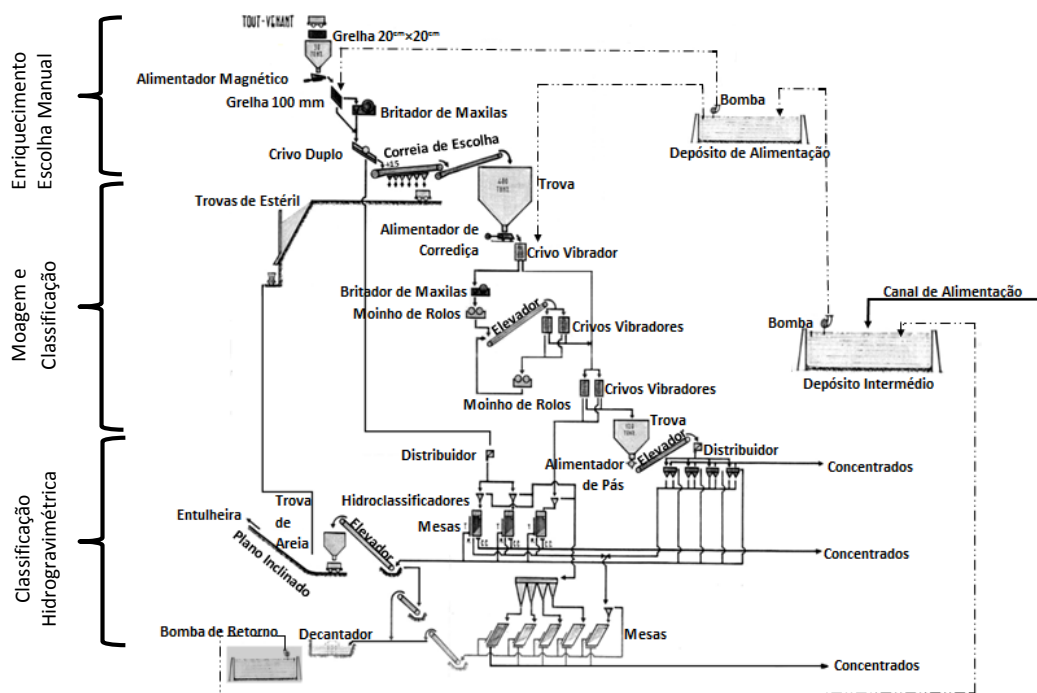 TOUT-VENANT
Grelha 20cm×20cm
Alimentador Magnético
Grelha 100 mm
Britador de Maxilas
Crivo Duplo
+15
Correia de Escolha
Trova
Trovas de Estéril
Alimentador de
Corrediça
Crivo Vibrador
Britador de Maxilas
Moinho de Rolos
Elevador
Crivos Vibradores
Moinho de Rolos
Crivos Vibradores
Trova
Elevador
Distribuidor
Alimentador
de Pás
Concentrados
Distribuidor
Hidroclassificadores
Mesas
Concentrados
Trova
de
Areia
Entulheira
Plano Inclinado
Elevador
Mesas
Concentrados
Bomba de Retorno
Decantador
Bomba
Depósito de Alimentação
Canal de Alimentação
Bomba
Depósito Intermédio
Enriquecimento
Escolha Manual
Moagem e
Classificação
Classificação
Hidrogravimétrica